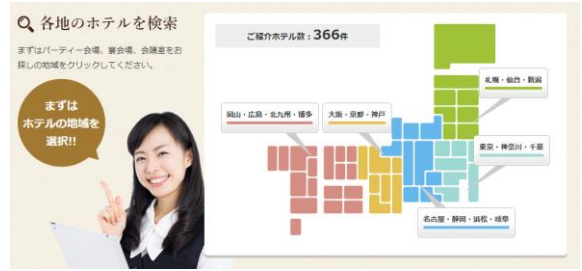 各地のホテルを検索
まずはパーティー会場、宴会場、会議室をお
探しの地域をクリックしてください。
まずは
ホテルの地域を
選択!!
ご紹介ホテル数：366件
札幌・仙台・新潟
岡山・広島・北九州・博多
大阪・京都・神戸
東京・神奈川・千葉
名古屋・静岡・浜松・岐阜